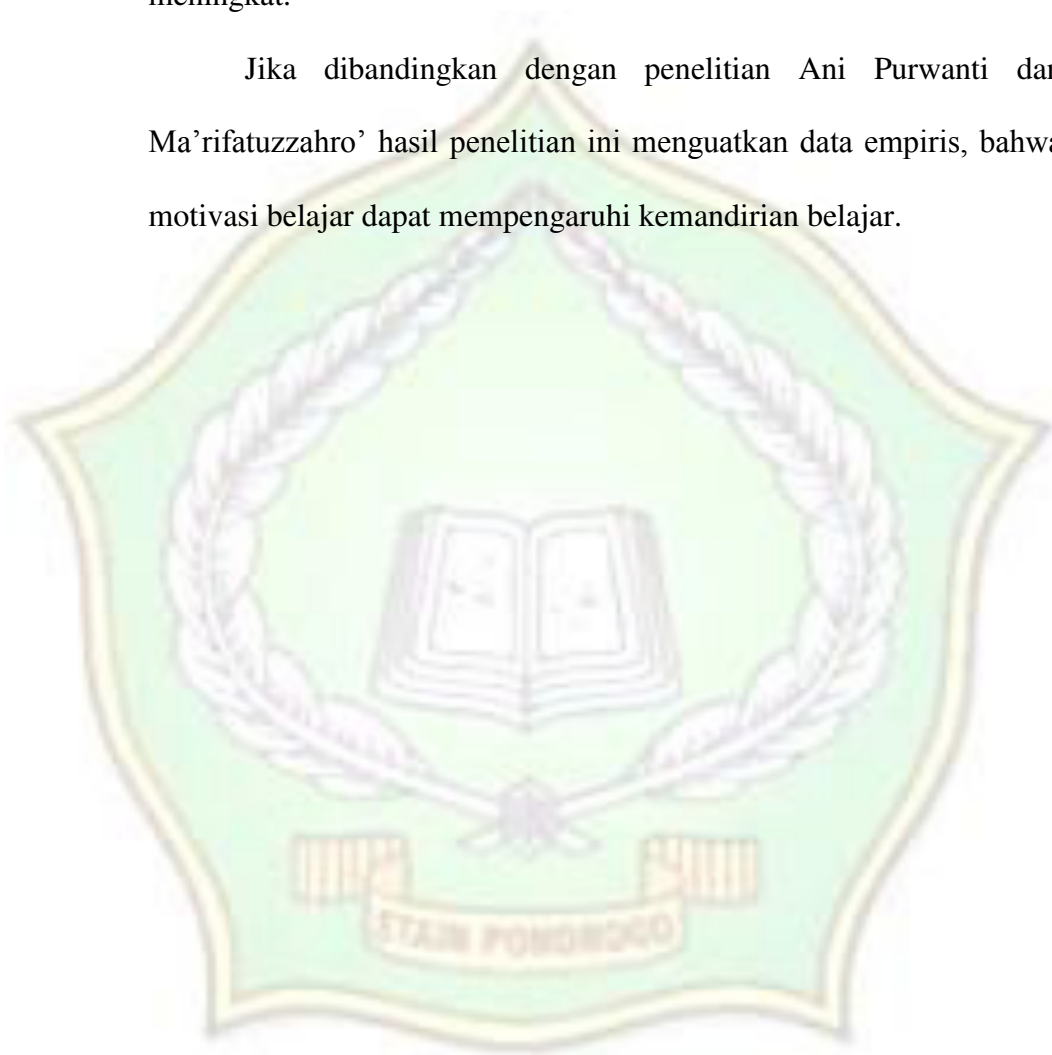 meningkat.
Jika dibandingkan dengan penelitian Ani Purwanti dan
Ma’rifatuzzahro’ hasil penelitian ini menguatkan data empiris, bahwa
motivasi belajar dapat mempengaruhi kemandirian belajar.
STAIN PONOROGO